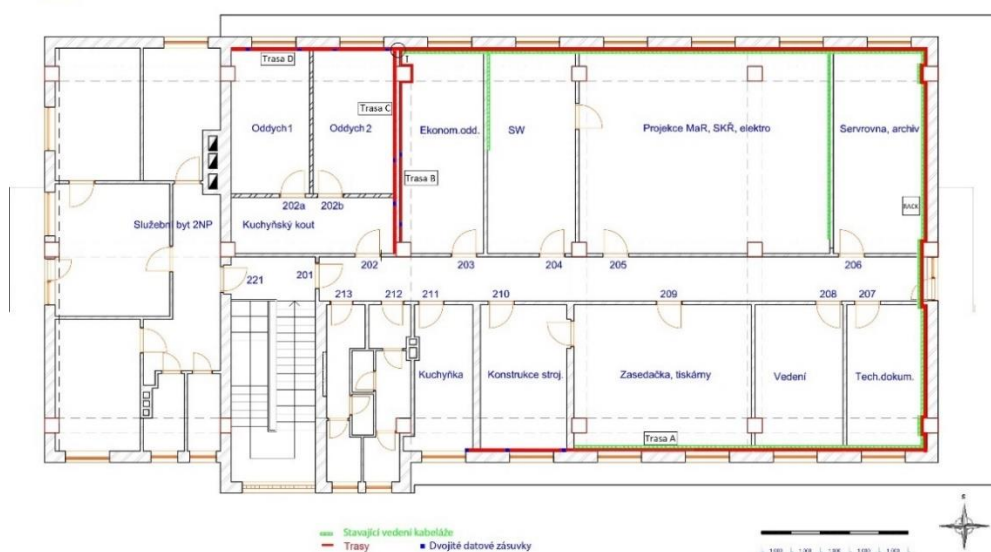 Trasa D
Trasa C
Oddych1
Oddych 2
Ekonom.odd.
SW
Projekce MaR, SKŘ, elektro
Servrovna, archiv
Trasa B
202a
202b
RACK
Služební byt 2NP
Kuchyňský kout
221
201
202
203
204
205
206
213
212
211
210
209
208
207
Kuchyňka
Konstrukce stroj.
Zasedačka, tiskárny
Vedení
Tech.dokum.
Trasa A
Stavající vedení kabeláže
Trasy
Dvojité datové zásuvky